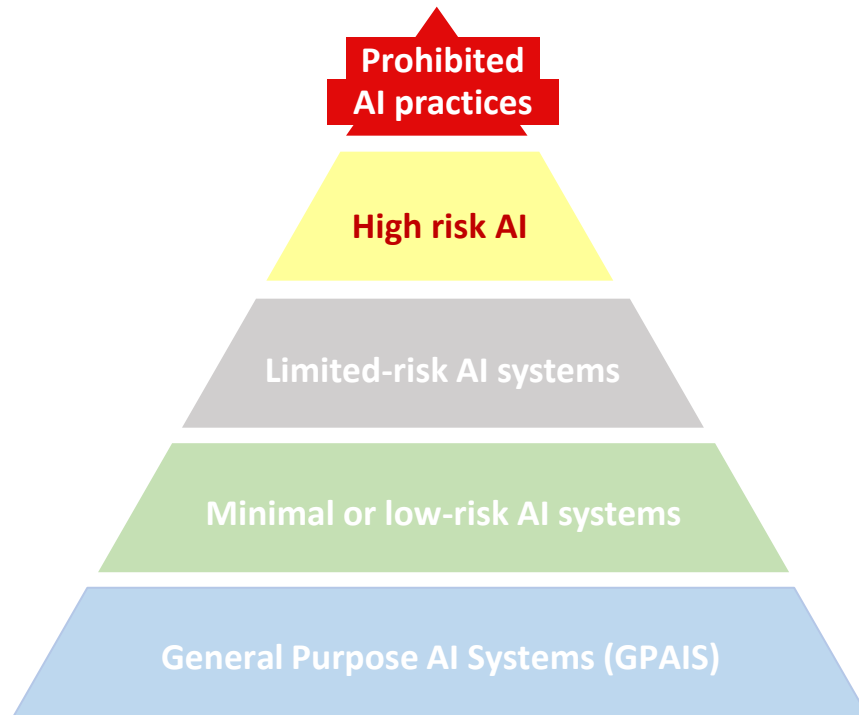 Prohibited
AI practices
High risk AI
Limited-risk AI systems
Minimal or low-risk AI systems
General Purpose AI Systems (GPAIS)